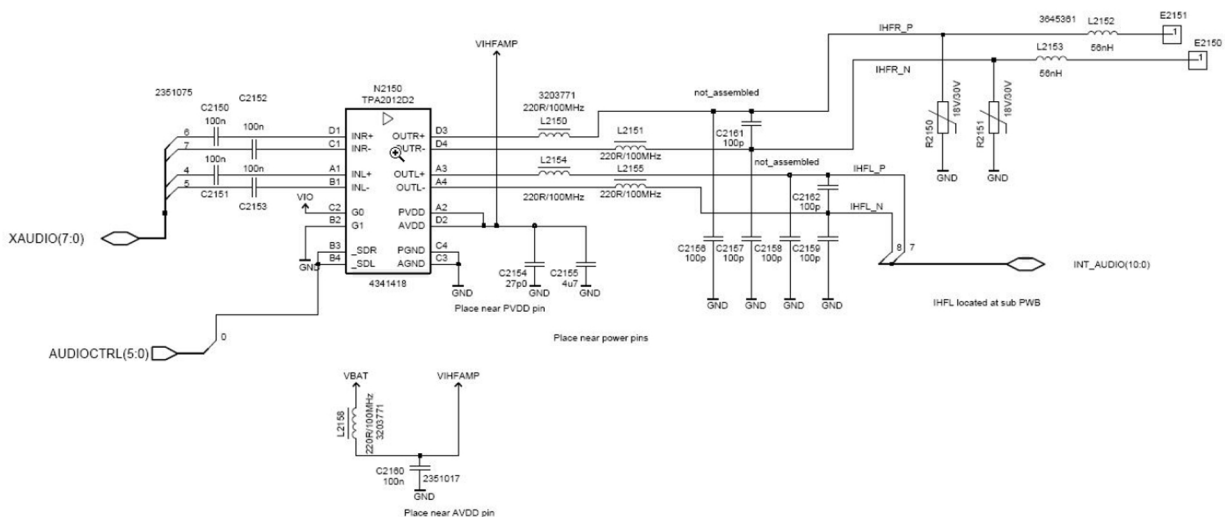 3645361
L2152
E2151
1
56nH
IHFR_P
L2153
E2150
1
56nH
IHFR_N
VIHFAMP
N2150
TPA2012D2
2351075
C2150
100n
C2152
100n
3203771
220R/100MHz
L2150
not_assembled
C2161
100p
R2150
18V/30V
R2151
18V/30V
GND
GND
6
7
4
5
100n
C2151
100n
C2153
D1
C1
A1
B1
C2
B2
B3
B4
INR+
INR-
INL+
INL-
G0
G1
_SDR
_SDL
OUTR+
OUTR-
OUTL+
OUTL-
PVDD
AVDD
PGND
AGND
D3
D4
A3
A4
A2
D2
C4
C3
L2151
220R/100MHz
L2154
220R/100MHz
L2155
220R/100MHz
not_assembled
IHFL_P
C2162
100p
IHFL_N
VIO
GND
XAUDIO(7:0)
4341418
GND
C2154
27p0
GND
C2155
4u7
GND
C2156
100p
C2157
100p
C2158
100p
C2159
100p
GND
GND
GND
GND
8
7
INT_AUDIO(10:0)
Place near PVDD pin
IHFL located at sub PWB
Place near power pins
AUDIOCTRL(5:0)
0
VBAT
VIHFAMP
L2158
220R/100MHz
3203771
C2160
100n
2351017
GND
Place near AVDD pin